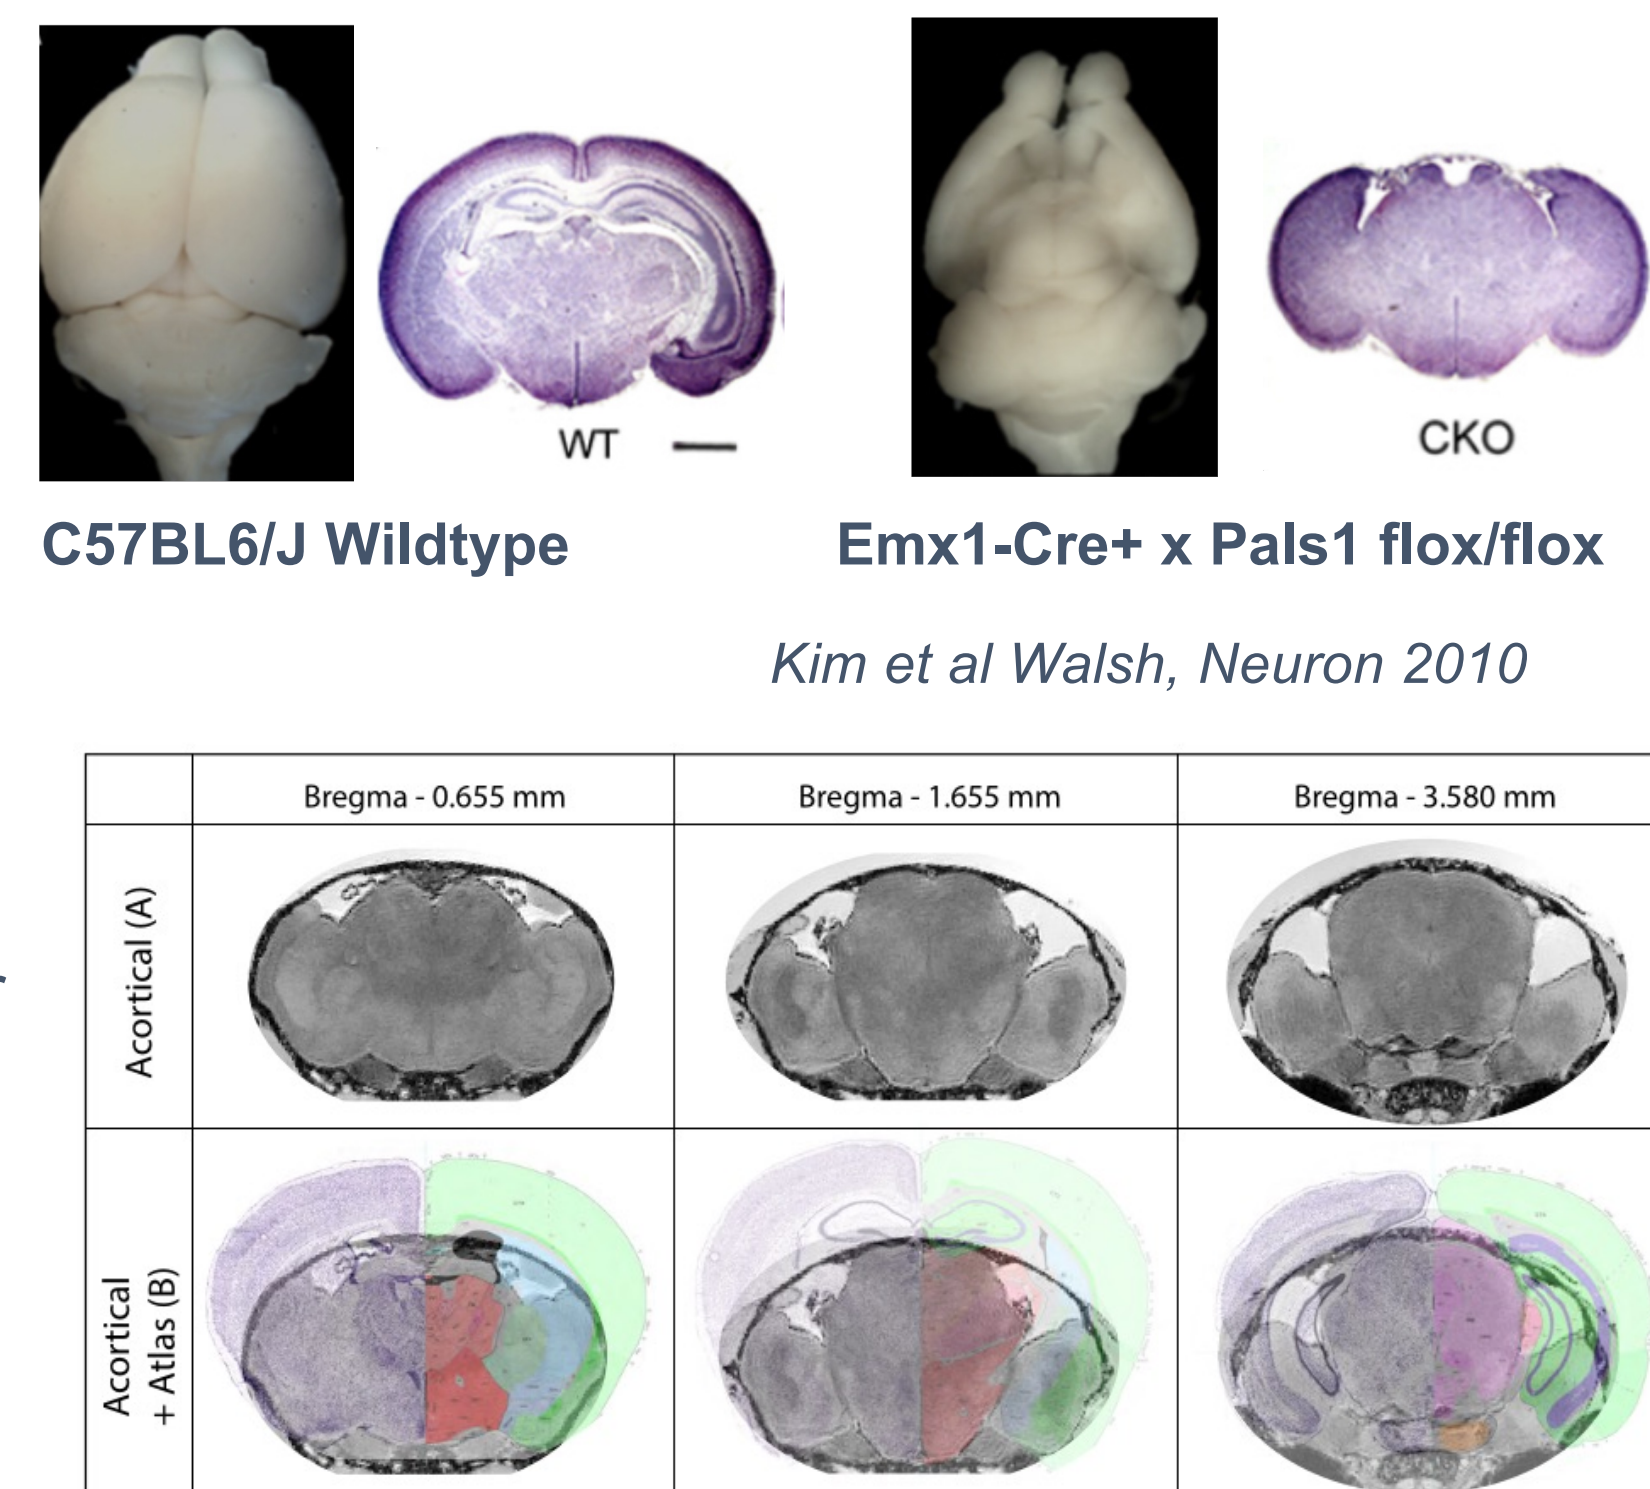 WT
CKO
C57BL6/J Wildtype
Emx1-Cre+ x Pals1 flox/flox
Kim et al Walsh, Neuron 2010
Bregma - 0.655 mm
Bregma - 1.655 mm
Bregma - 3.580 mm
Acortical (A)
Acortical
+ Atlas (B)